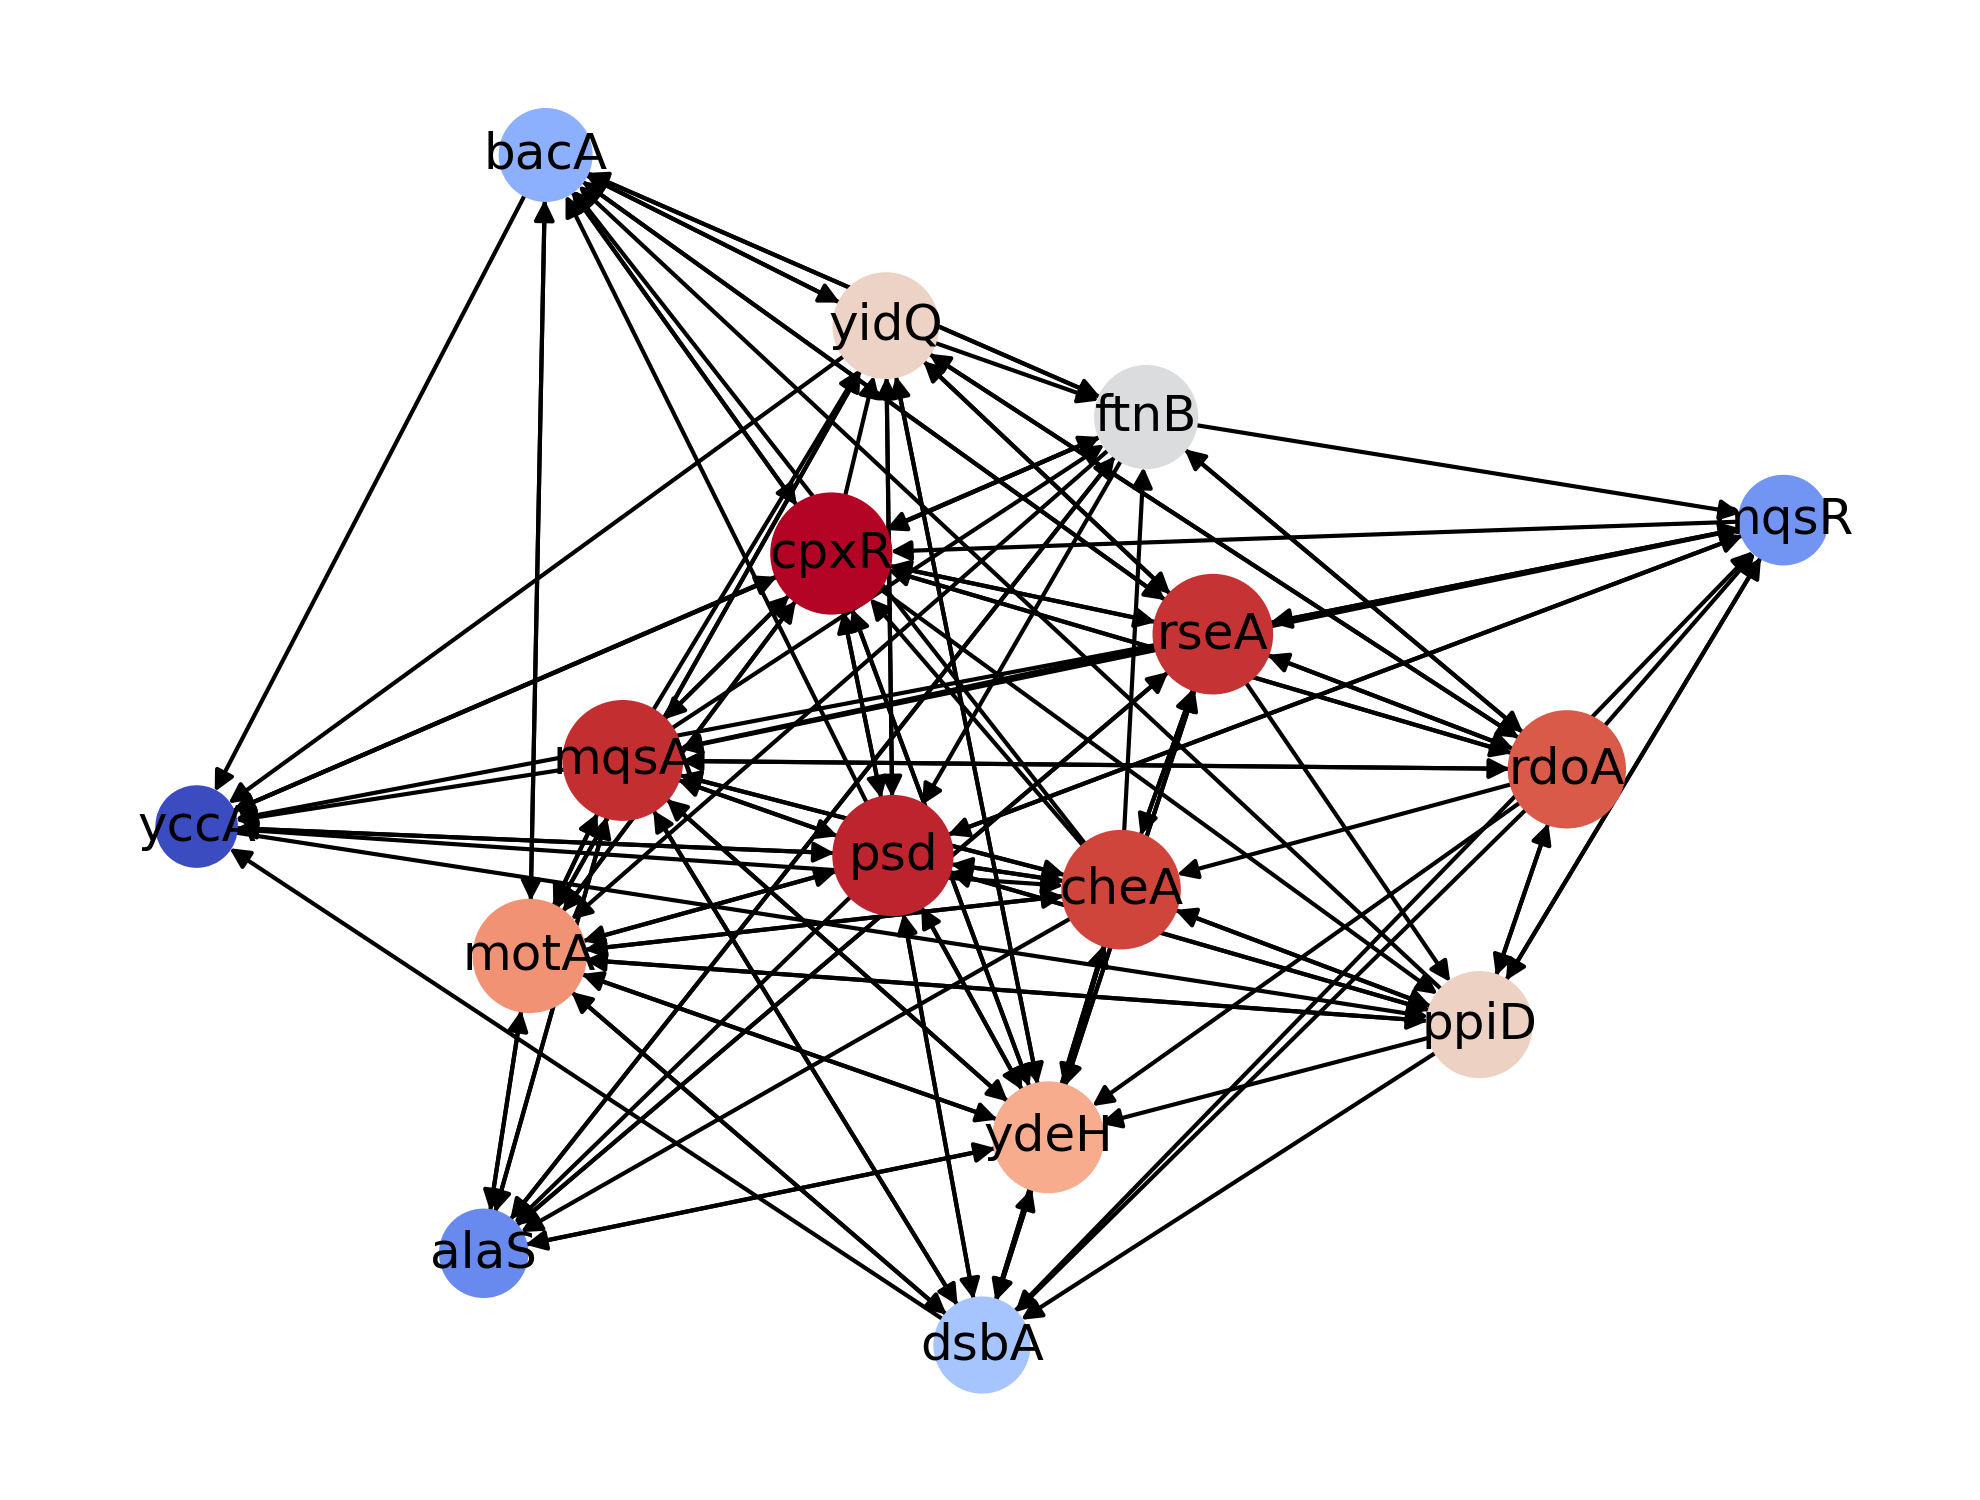 bacA
yidQ
ftnB
mqsR
cpxR
rseA
mqsA
rdoA
yccA
psd
cheA
motA
ppiD
ydeH
alaS
dsbA